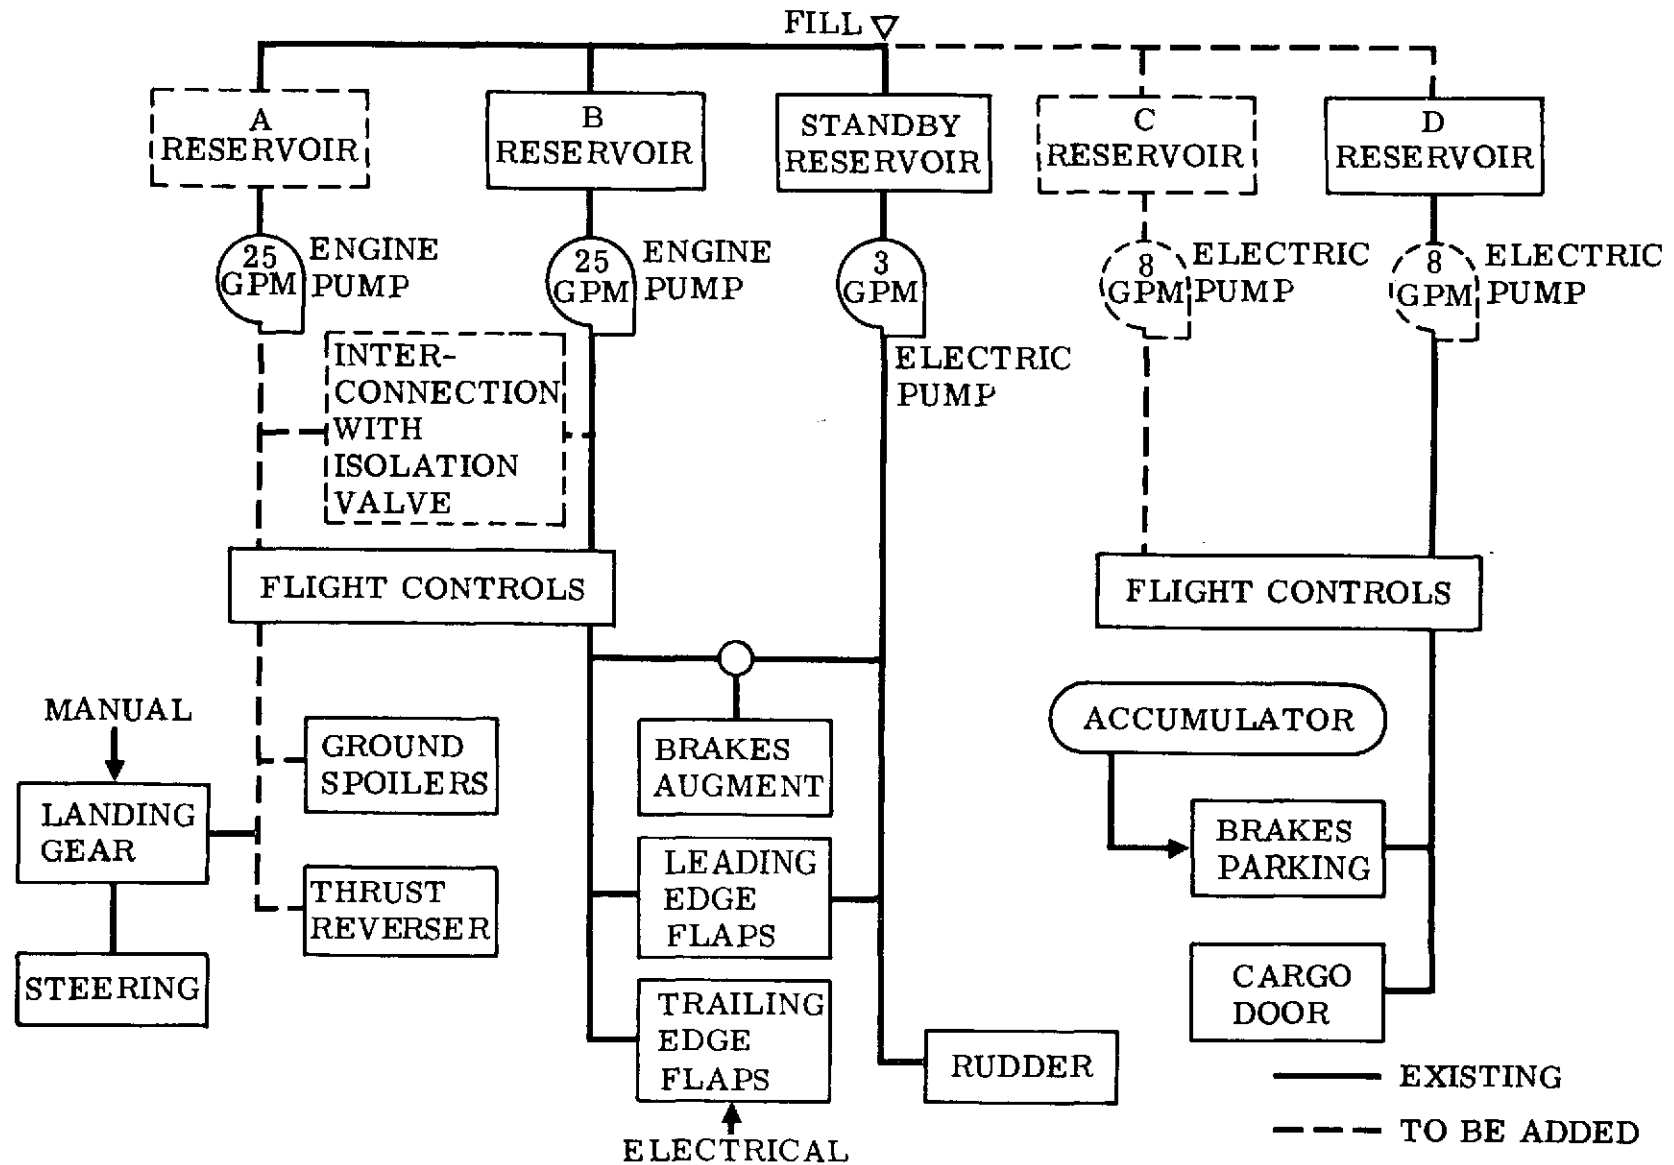 FILL
A
RESERVOIR
B
RESERVOIR
STANDBY
RESERVOIR
C
RESERVOIR
D
RESERVOIR
25
GPM
ENGINE
PUMP
25
GPM
ENGINE
PUMP
3
GPM
ELECTRIC
PUMP
8
GPM
ELECTRIC
PUMP
8
GPM
ELECTRIC
PUMP
INTER-
CONNECTION
WITH
ISOLATION
VALVE
FLIGHT CONTROLS
FLIGHT CONTROLS
MANUAL
LANDING
GEAR
STEERING
GROUND
SPOILERS
THRUST
REVERSER
BRAKES
AUGMENT
LEADING
EDGE
FLAPS
TRAILING
EDGE
FLAPS
ELECTRICAL
RUDDER
ACCUMULATOR
BRAKES
PARKING
CARGO
DOOR
EXISTING
TO BE ADDED